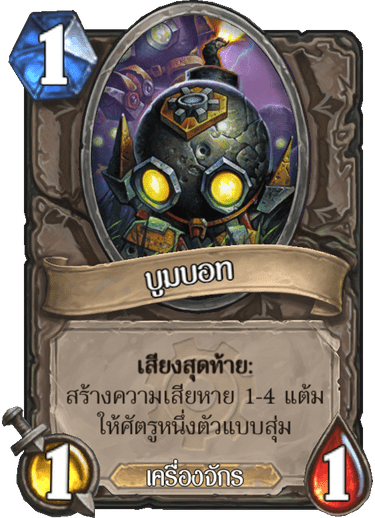 1
บูมบอท
เสียงสุดท้าย:
สร้างความเสียหาย 1-4 แต้ม
ให้ศัตรูหนึ่งตัวแบบสุ่ม
1
เครื่องจักร
1